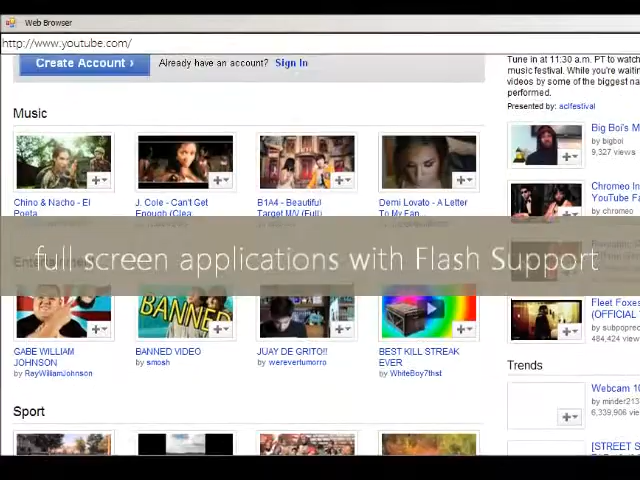 Web Browser
http://www.youtube.com/
Create Account ›
Already have an account? Sign In
Music
Chino & Nacho - El
Poeta
J. Cole - Can't Get
Enough (Clea
B1A4 - Beautiful
Target M/V (Full)
Demi Lovato - A Letter
To My Fan
full screen applications with Flash Support
BANNED
GABE WILLIAM
JOHNSON
by RayWilliamJohnson
BANNED VIDEO
by smosh
JUAY DE GRITO!!
by werevertumorro
BEST KILL STREAK
EVER
by WhiteBoy7thst
Sport
Tune in at 11:30 a.m. PT to watch
music festival. While you're waitin
videos by some of the biggest na
performed.
Presented by: aclfestival
Big Boi's M
by bigboi
9,327 views
Chromeo In
YouTube Fa
by chromeo
Fleet Foxes
(OFFICIAL
by subpoprec
484,424 views
Trends
Webcam 10
by minder213
6,339,906 vie
[STREET S